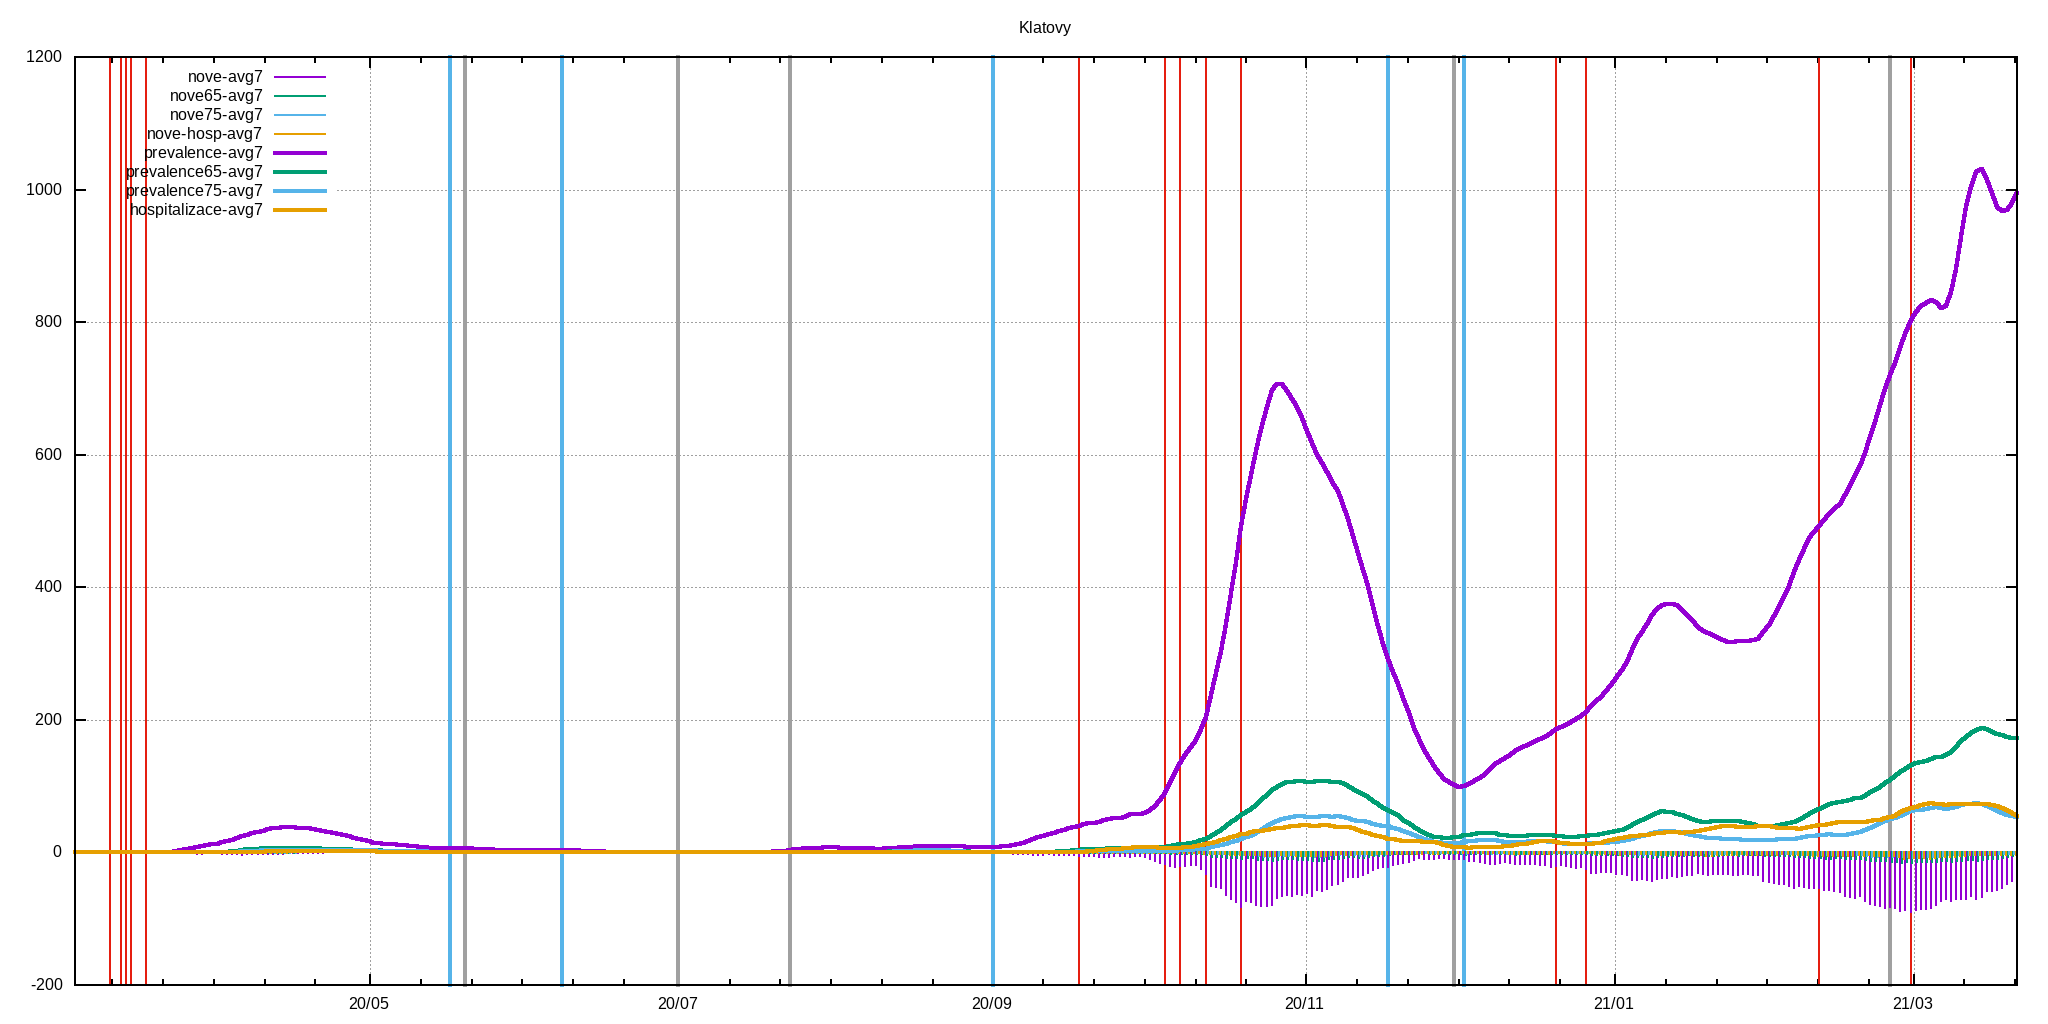 Klatovy
1200
1000
800
600
400
200
0
-200
nove-avg7
nove65-avg7
nove75-avg7
nove-hosp-avg7
prevalence-avg7
prevalence65-avg7
prevalence75-avg7
hospitalizace-avg7
20/05
20/07
20/09
20/11
21/01
21/03